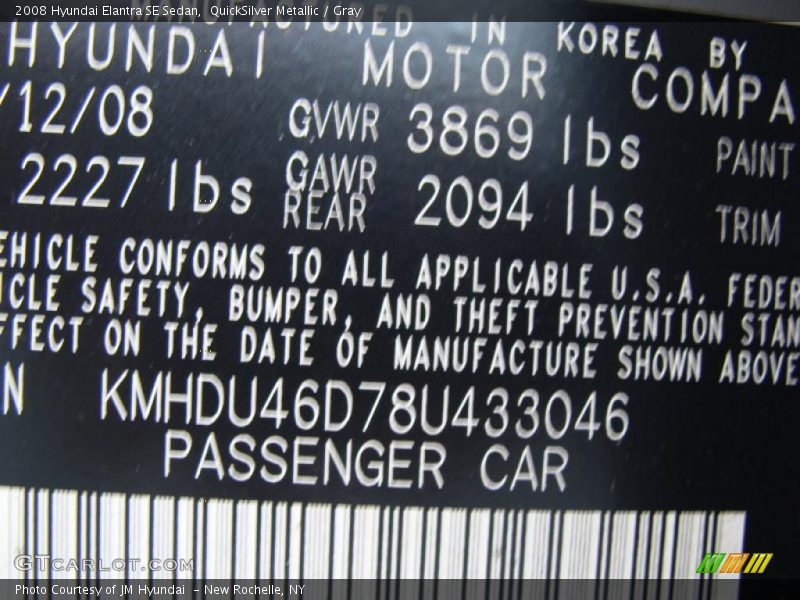 2008 Hyundai Elantra SE Sedan, QuickSilver Metallic / Gray
MANUFACTURED IN KOREA BY
HYUNDAI MOTOR COMPA
/12/08 GVWR 3869 lbs PAINT
2227 lbs GAWR REAR 2094 lbs TRIM
EHICLE CONFORMS TO ALL APPLICABLE U.S.A. FEDER
ICLE SAFETY, BUMPER, AND THEFT PREVENTION STAN
FFECT ON THE DATE OF MANUFACTURE SHOWN ABOVE
N KMHDU46D78U433046
PASSENGER CAR
GTCARLOT.COM
Photo Courtesy of JM Hyundai - New Rochelle, NY